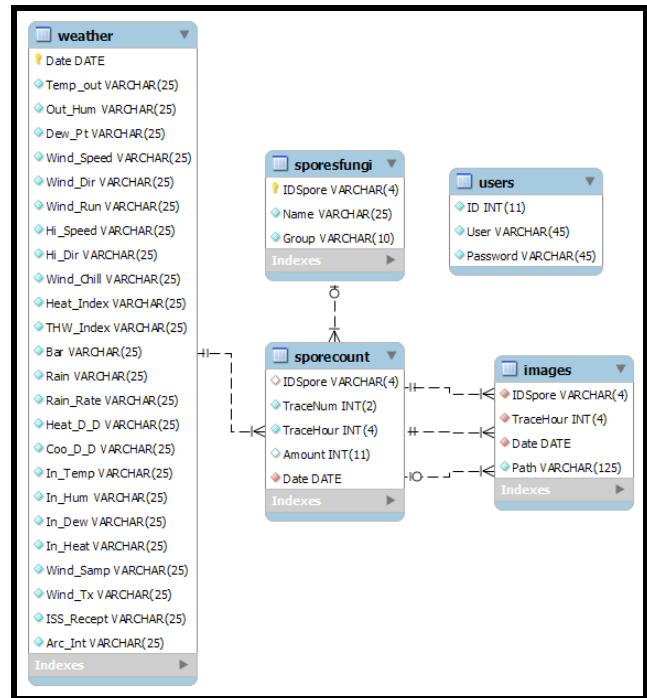 weather
Date DATE
Temp_out VARCHAR(25)
Out_Hum VARCHAR(25)
Dew_Pt VARCHAR(25)
Wind_Speed VARCHAR(25)
Wind_Dir VARCHAR(25)
Wind_Run VARCHAR(25)
Hi_Speed VARCHAR(25)
Hi_Dir VARCHAR(25)
Wind_Chill VARCHAR(25)
Heat_Index VARCHAR(25)
THW_Index VARCHAR(25)
Bar VARCHAR(25)
Rain VARCHAR(25)
Rain_Rate VARCHAR(25)
Heat_D_D VARCHAR(25)
Coo_D_D VARCHAR(25)
In_Temp VARCHAR(25)
In_Hum VARCHAR(25)
In_Dew VARCHAR(25)
In_Heat VARCHAR(25)
Wind_Samp VARCHAR(25)
Wind_Tx VARCHAR(25)
ISS_Recept VARCHAR(25)
Arc_Int VARCHAR(25)
Indexes
sporesfungi
IDSpore VARCHAR(4)
Name VARCHAR(25)
Group VARCHAR(10)
Indexes
users
ID INT(11)
User VARCHAR(45)
Password VARCHAR(45)
sporecount
IDSpore VARCHAR(4)
TraceNum INT(2)
TraceHour INT(4)
Amount INT(11)
Date DATE
Indexes
images
IDSpore VARCHAR(4)
TraceHour INT(4)
Date DATE
Path VARCHAR(125)
Indexes